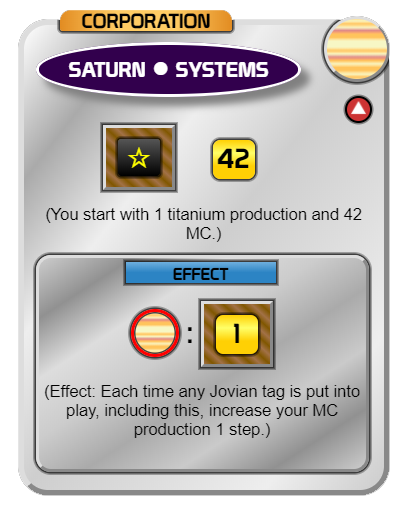 CORPORATION
SATURN ● SYSTEMS
42
(You start with 1 titanium production and 42
MC.)
EFFECT
: 1
(Effect: Each time any Jovian tag is put into
play, including this, increase your MC
production 1 step.)